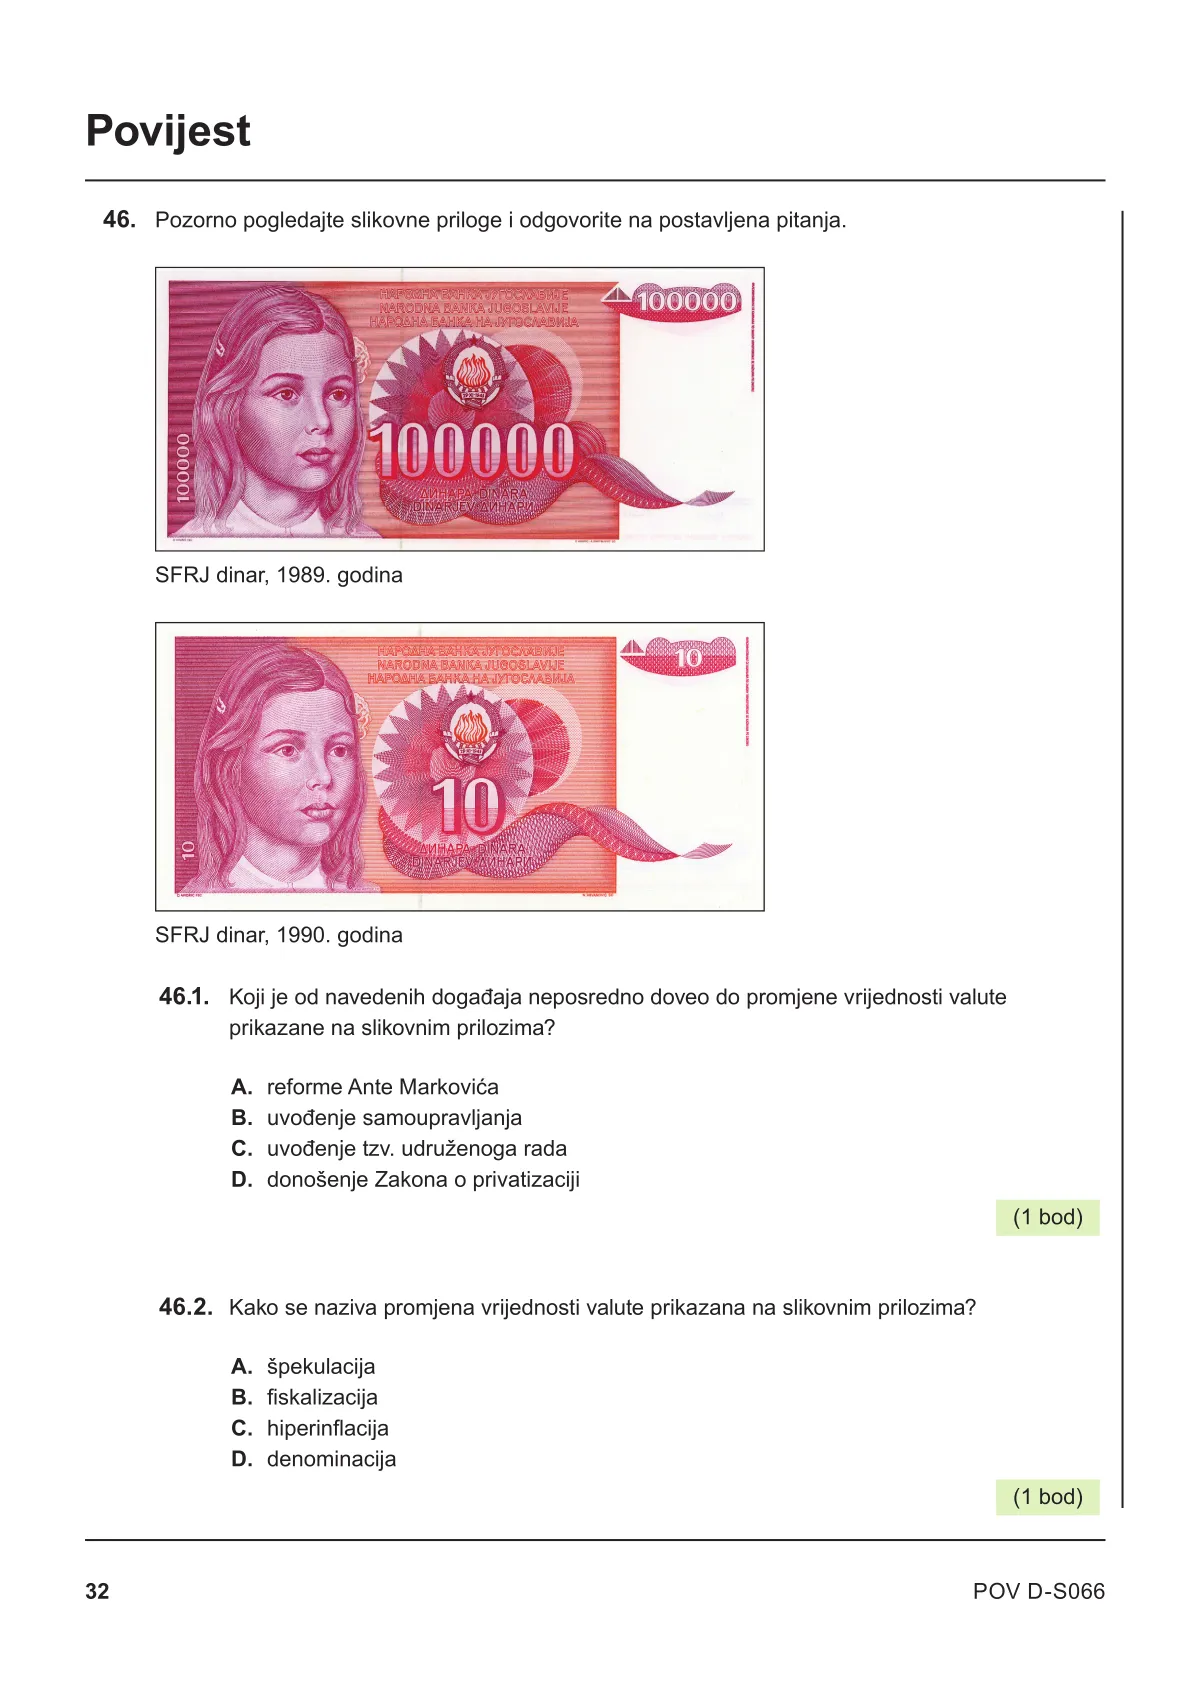 Povijest
46. Pozorno pogledajte slikovne priloge i odgovorite na postavljena pitanja.
НАРОДНА БАНКА ЈУГОСЛАВИЈЕ
NARODNA BANKA JUGOSLAVIJE
НАРОДНА БАНКА НА ЈУГОСЛАВИЈА
100000
100000
100000
ДИНАРА-DINARA
DINARJEV-ДИНАРИ
SFRJ dinar, 1989. godina
НАРОДНА БАНКА ЈУГОСЛАВИЈЕ
NARODNA BANKA JUGOSLAVIJE
НАРОДНА БАНКА НА ЈУГОСЛАВИЈА
10
10
10
ДИНАРА-DINARA
DINARJEV-ДИНАРИ
SFRJ dinar, 1990. godina
46.1. Koji je od navedenih događaja neposredno doveo do promjene vrijednosti valute
prikazane na slikovnim prilozima?
A. reforme Ante Markovića
B. uvođenje samoupravljanja
C. uvođenje tzv. udruženoga rada
D. donošenje Zakona o privatizaciji
(1 bod)
46.2. Kako se naziva promjena vrijednosti valute prikazana na slikovnim prilozima?
A. špekulacija
B. fiskalizacija
C. hiperinflacija
D. denominacija
(1 bod)
32
POV D-S066